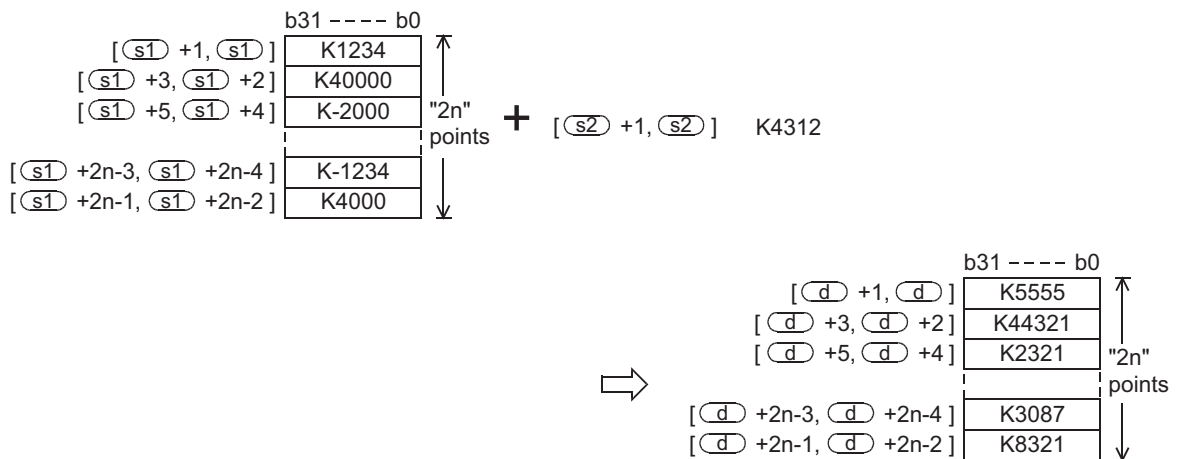 b31 ---- b0
[ s1 +1, s1 ] K1234
[ s1 +3, s1 +2 ] K40000
[ s1 +5, s1 +4 ] K-2000
"2n"
points
+ [ s2 +1, s2 ] K4312
[ s1 +2n-3, s1 +2n-4 ] K-1234
[ s1 +2n-1, s1 +2n-2 ] K4000
b31 ---- b0
[ d +1, d ] K5555
[ d +3, d +2 ] K44321
[ d +5, d +4 ] K2321
"2n"
points
[ d +2n-3, d +2n-4 ] K3087
[ d +2n-1, d +2n-2 ] K8321